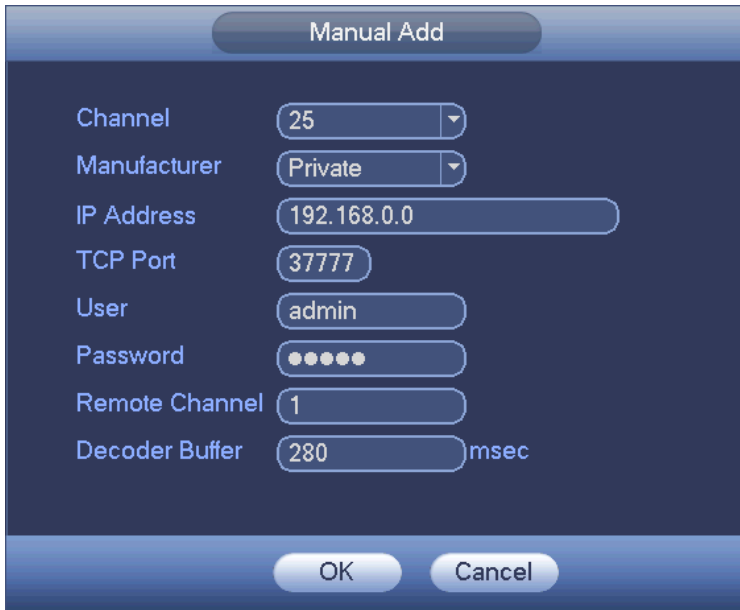 Manual Add
Channel 25
Manufacturer Private
IP Address 192.168.0.0
TCP Port 37777
User admin
Password ●●●●●
Remote Channel 1
Decoder Buffer 280 msec
OK Cancel